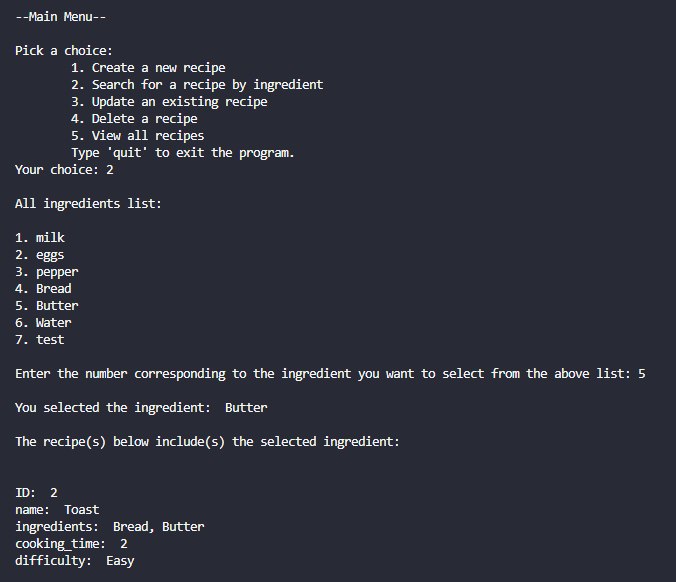 --Main Menu--
Pick a choice:
1. Create a new recipe
2. Search for a recipe by ingredient
3. Update an existing recipe
4. Delete a recipe
5. View all recipes
Type 'quit' to exit the program.
Your choice: 2
All ingredients list:
1. milk
2. eggs
3. pepper
4. Bread
5. Butter
6. Water
7. test
Enter the number corresponding to the ingredient you want to select from the above list: 5
You selected the ingredient:  Butter
The recipe(s) below include(s) the selected ingredient:
ID:  2
name:  Toast
ingredients:  Bread, Butter
cooking_time:  2
difficulty:  Easy